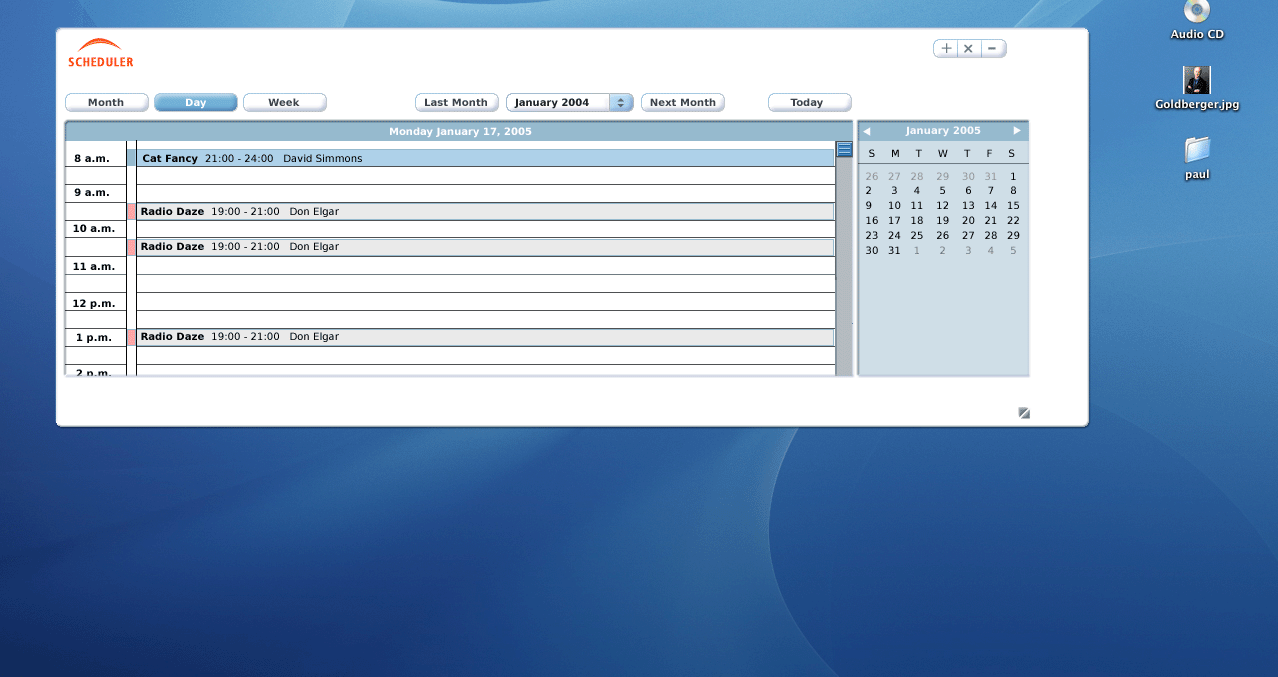 Audio CD
Goldberger.jpg
paul
SCHEDULER
Month Day Week Last Month January 2004 Next Month Today
Monday January 17, 2005
8 a.m. Cat Fancy 21:00 - 24:00 David Simmons
9 a.m.
Radio Daze 19:00 - 21:00 Don Elgar
10 a.m.
Radio Daze 19:00 - 21:00 Don Elgar
11 a.m.
12 p.m.
1 p.m. Radio Daze 19:00 - 21:00 Don Elgar
2 p.m.
January 2005
S M T W T F S
26 27 28 29 30 31 1
2 3 4 5 6 7 8
9 10 11 12 13 14 15
16 17 18 19 20 21 22
23 24 25 26 27 28 29
30 31 1 2 3 4 5